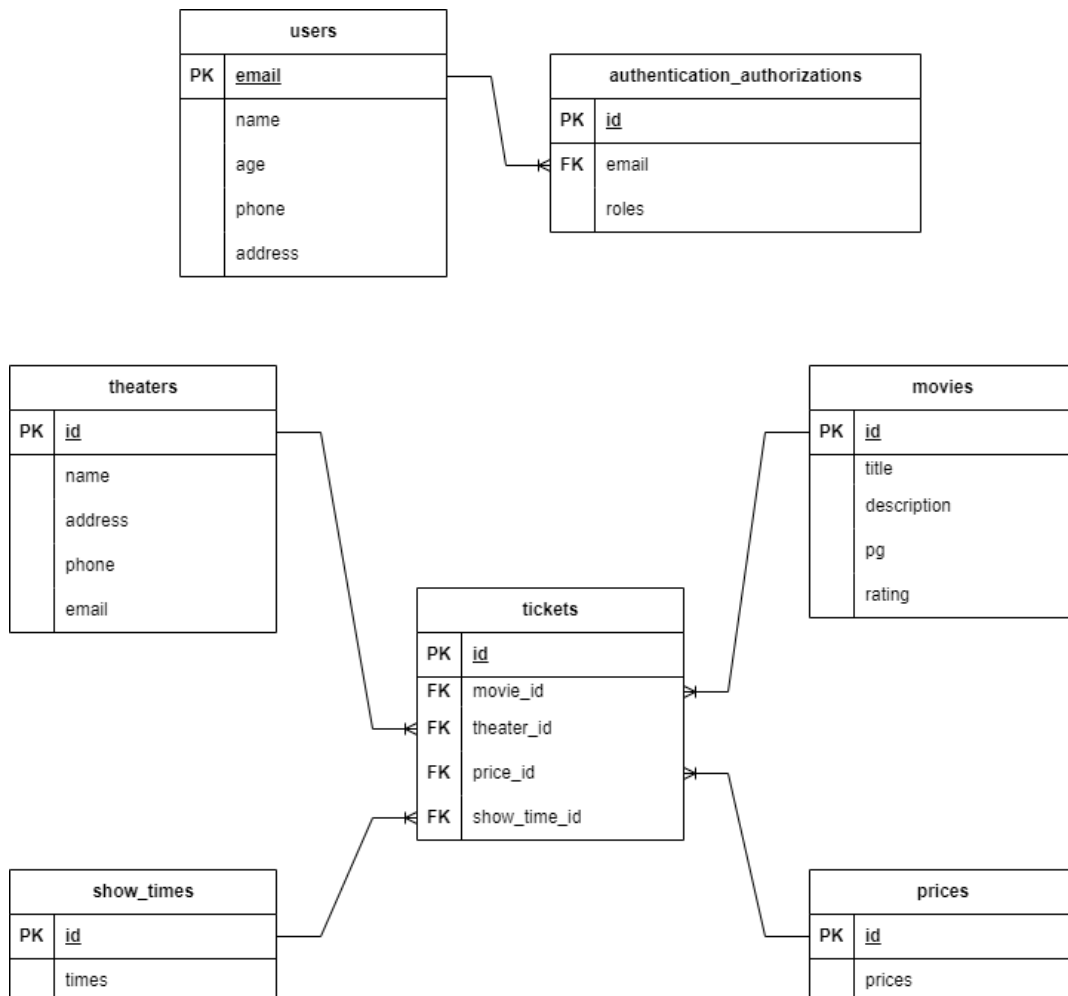 users
PK email
name
age
phone
address
authentication_authorizations
PK id
FK email
roles
theaters
PK id
name
address
phone
email
movies
PK id
title
description
pg
rating
tickets
PK id
FK movie_id
FK theater_id
FK price_id
FK show_time_id
show_times
PK id
times
prices
PK id
prices